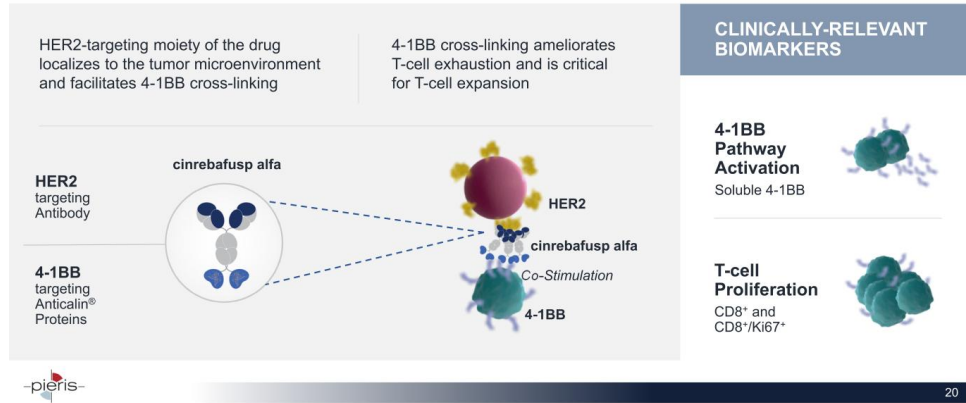 HER2-targeting moiety of the drug
localizes to the tumor microenvironment
and facilitates 4-1BB cross-linking
4-1BB cross-linking ameliorates
T-cell exhaustion and is critical
for T-cell expansion
cinrebafusp alfa
HER2
targeting
Antibody
4-1BB
targeting
Anticalin®
Proteins
HER2
cinrebafusp alfa
Co-Stimulation
4-1BB
CLINICALLY-RELEVANT
BIOMARKERS
4-1BB
Pathway
Activation
Soluble 4-1BB
T-cell
Proliferation
CD8⁺ and
CD8⁺/Ki67⁺
pieris
20